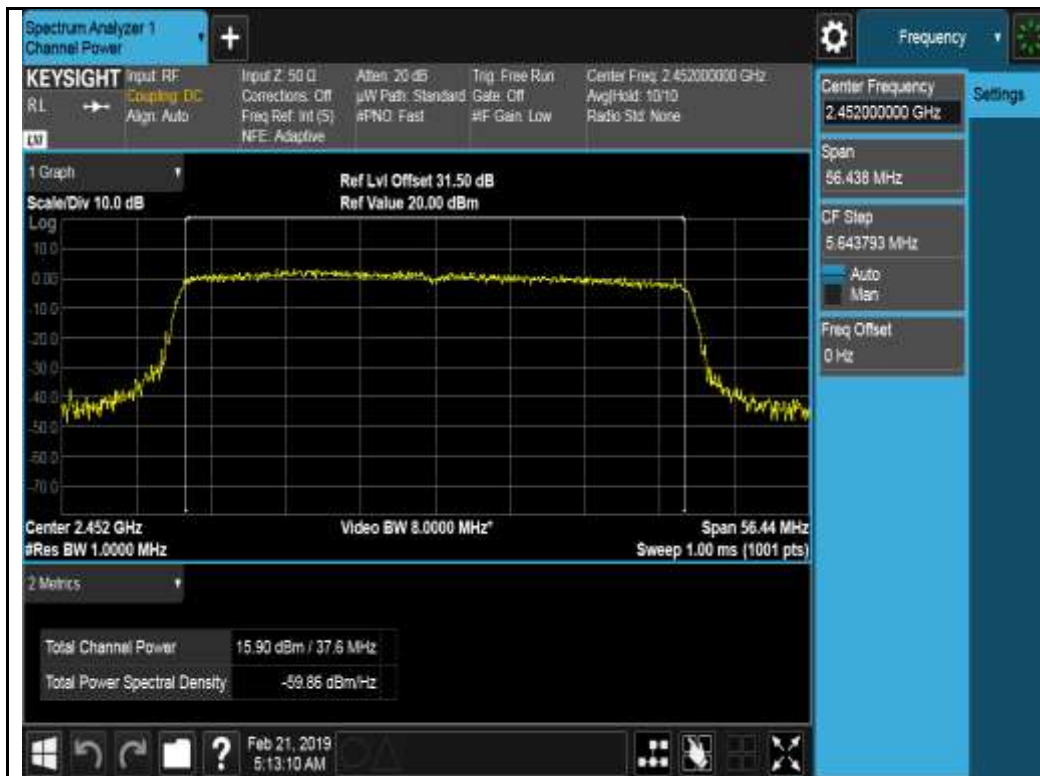 Spectrum Analyzer 1
Channel Power
Frequency
KEYSIGHT
Input: RF
Coupling: DC
Align: Auto
RL
LXI
Input Z: 50 Ω
Corrections: Off
Freq Ref: Int (S)
NFE: Adaptive
Atten: 20 dB
µW Path: Standard
#PNO: Fast
Trig: Free Run
Gate: Off
#IF Gain: Low
Center Freq: 2.452000000 GHz
Avg|Hold: 10/10
Radio Std: None
Center Frequency
2.452000000 GHz
Settings
Span
56.438 MHz
CF Step
5.643793 MHz
Auto
Man
Freq Offset
0 Hz
1 Graph
Scale/Div 10.0 dB
Ref Lvl Offset 31.50 dB
Ref Value 20.00 dBm
Log
10.0
0.00
-10.0
-20.0
-30.0
-40.0
-50.0
-60.0
-70.0
Center 2.452 GHz
Video BW 8.0000 MHz*
Span 56.44 MHz
#Res BW 1.0000 MHz
Sweep 1.00 ms (1001 pts)
2 Metrics
Total Channel Power 15.90 dBm / 37.6 MHz
Total Power Spectral Density -59.86 dBm/Hz
?
Feb 21, 2019
5:13:10 AM